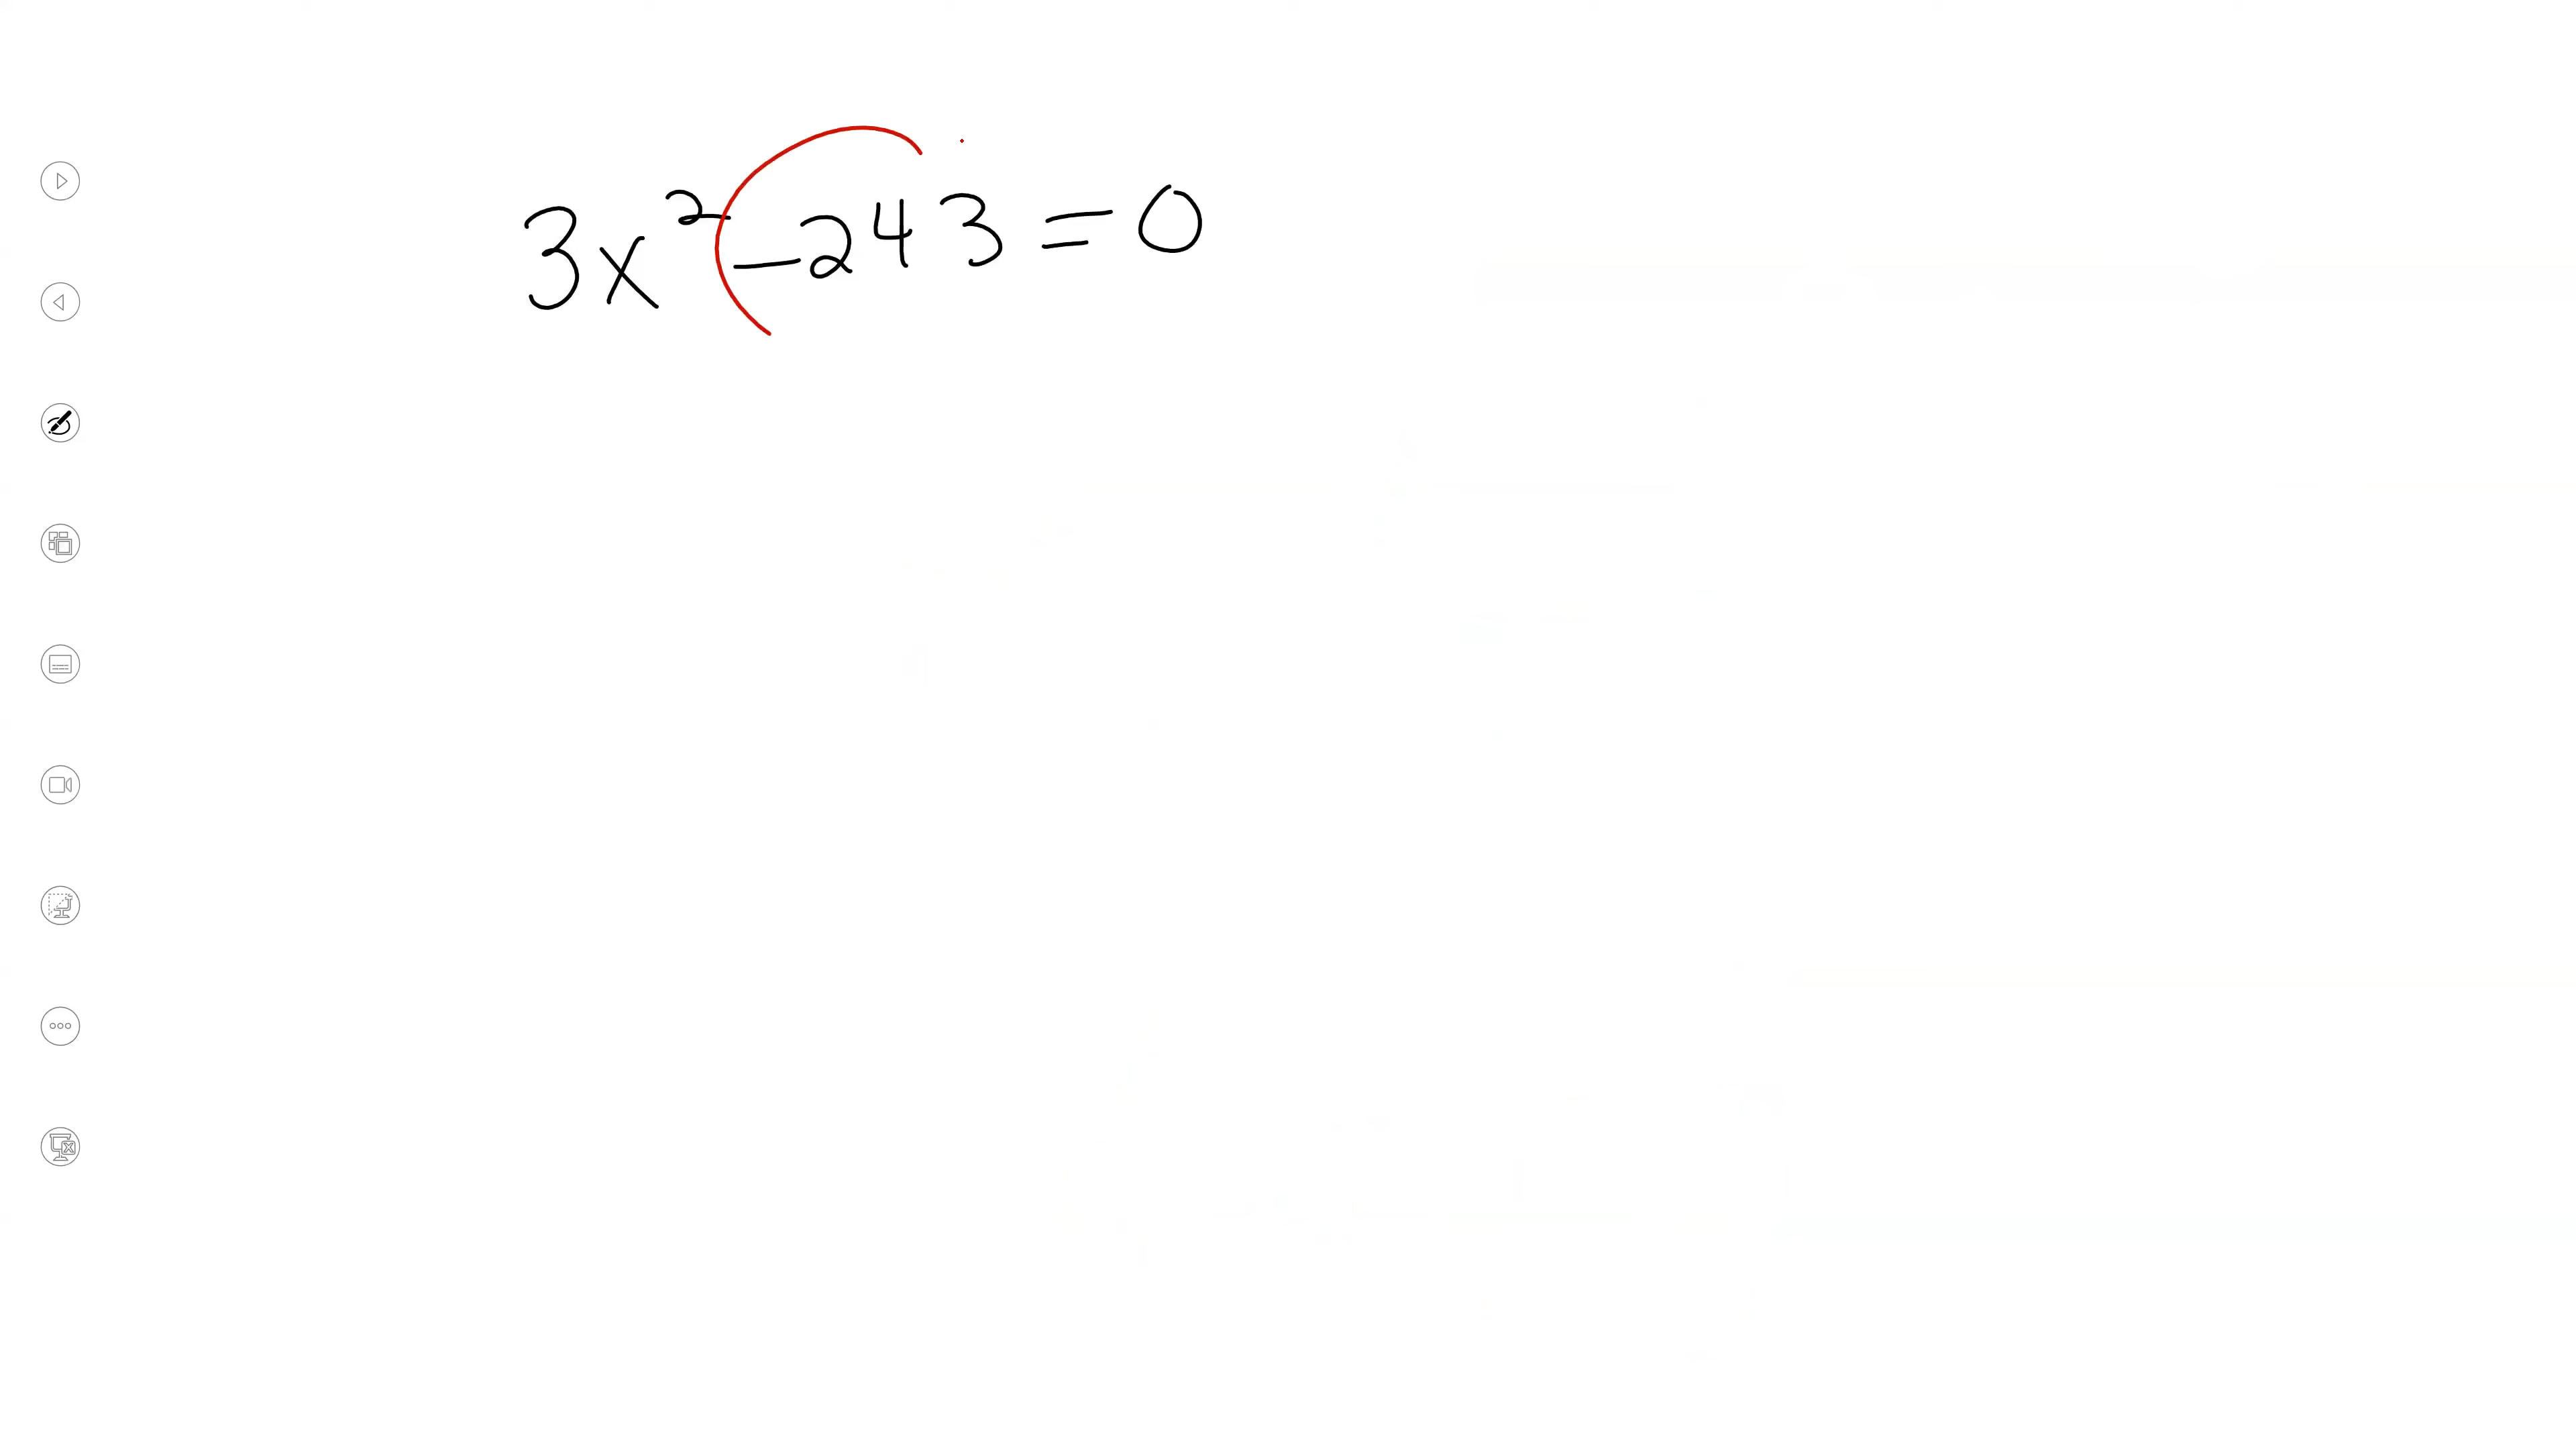 3x² - 243 = 0